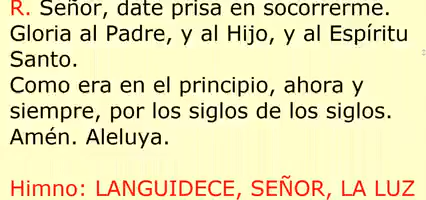 R. Señor, date prisa en socorrerme.
Gloria al Padre, y al Hijo, y al Espíritu
Santo.
Como era en el principio, ahora y
siempre, por los siglos de los siglos.
Amén. Aleluya.
Himno: LANGUIDECE, SEÑOR, LA LUZ